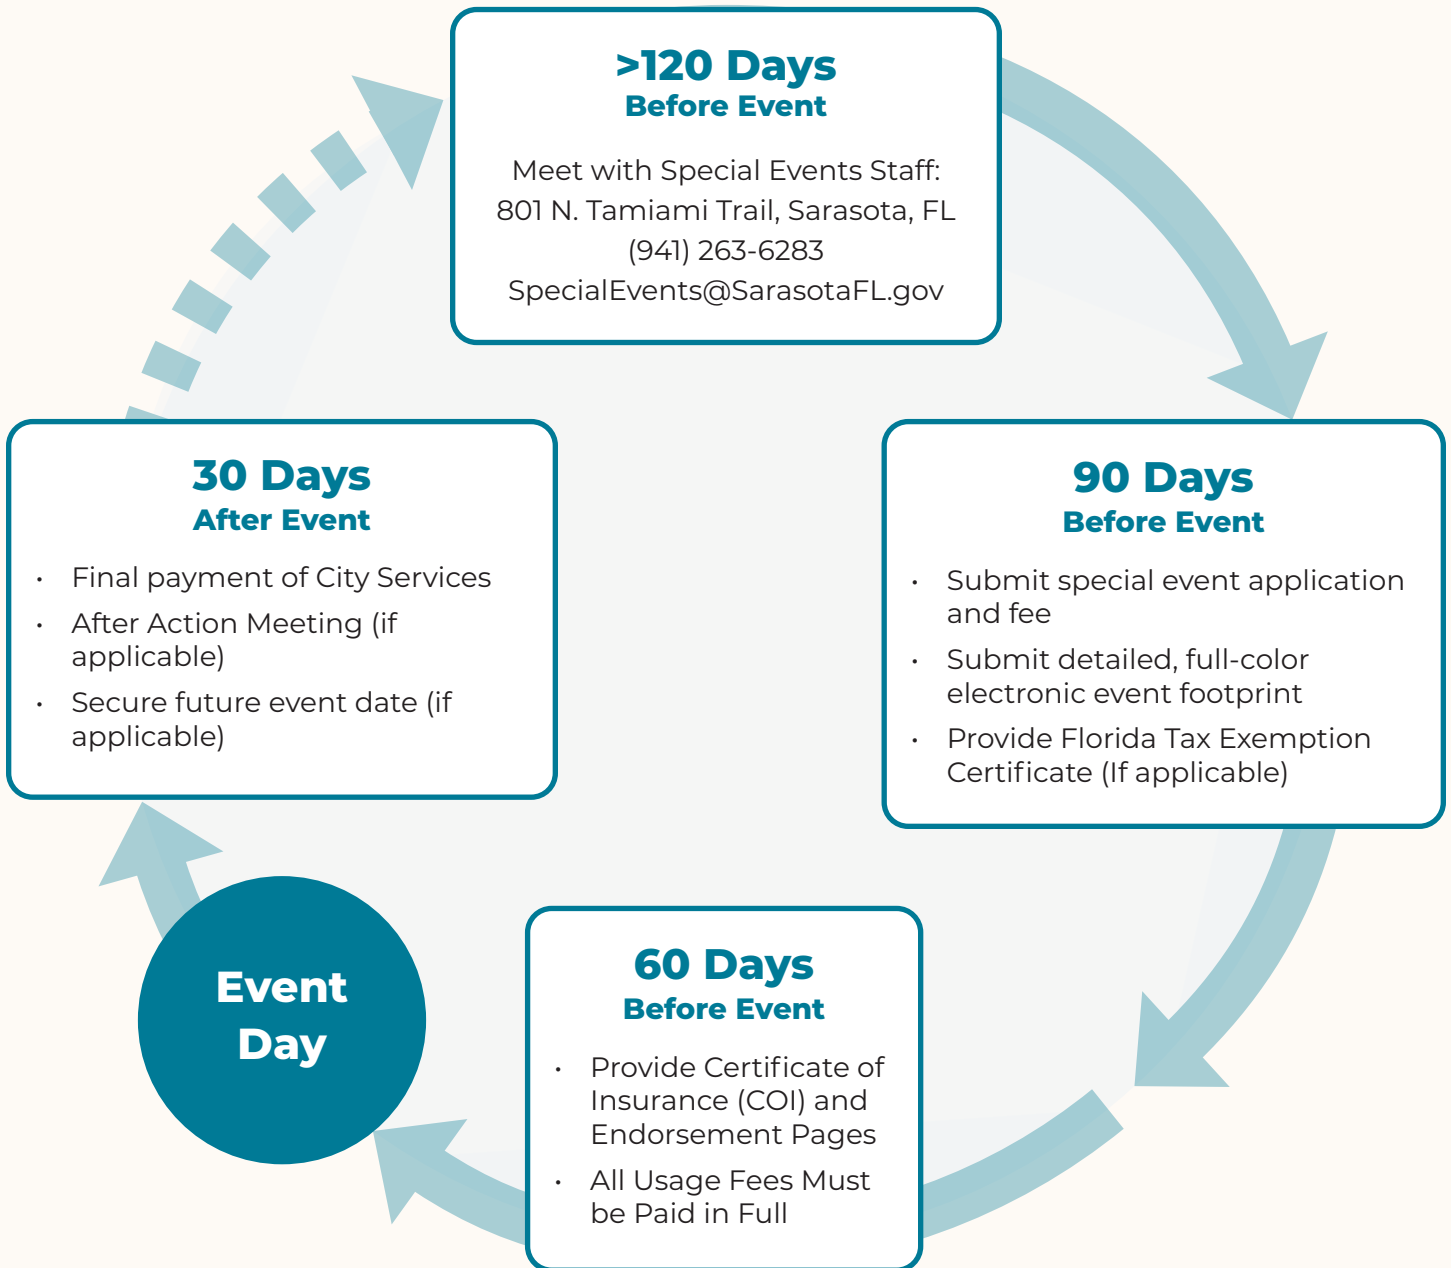 >120 Days
Before Event
Meet with Special Events Staff:
801 N. Tamiami Trail, Sarasota, FL
(941) 263-6283
SpecialEvents@SarasotaFL.gov
90 Days
Before Event
• Submit special event application
and fee
• Submit detailed, full-color
electronic event footprint
• Provide Florida Tax Exemption
Certificate (If applicable)
60 Days
Before Event
• Provide Certificate of
Insurance (COI) and
Endorsement Pages
• All Usage Fees Must
be Paid in Full
Event
Day
30 Days
After Event
• Final payment of City Services
• After Action Meeting (if
applicable)
• Secure future event date (if
applicable)